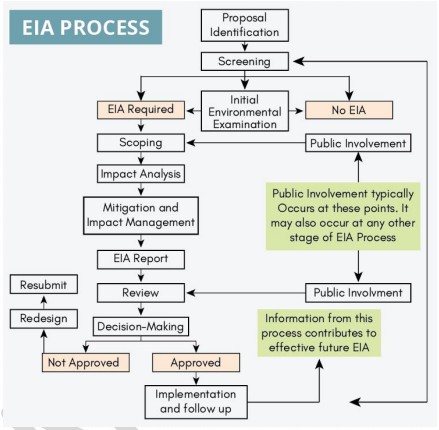 EIA PROCESS
Proposal
Identification
Screening
EIA Required
Initial
Environmental
Examination
No EIA
Scoping
Public Involvement
Impact Analysis
Public Involvement typically
Occurs at these points. It
may also occur at any other
stage of EIA Process
Mitigation and
Impact Management
EIA Report
Resubmit
Review
Public Involvment
Redesign
Decision-Making
Information from this
process contributes to
effective future EIA
Not Approved
Approved
Implementation
and follow up